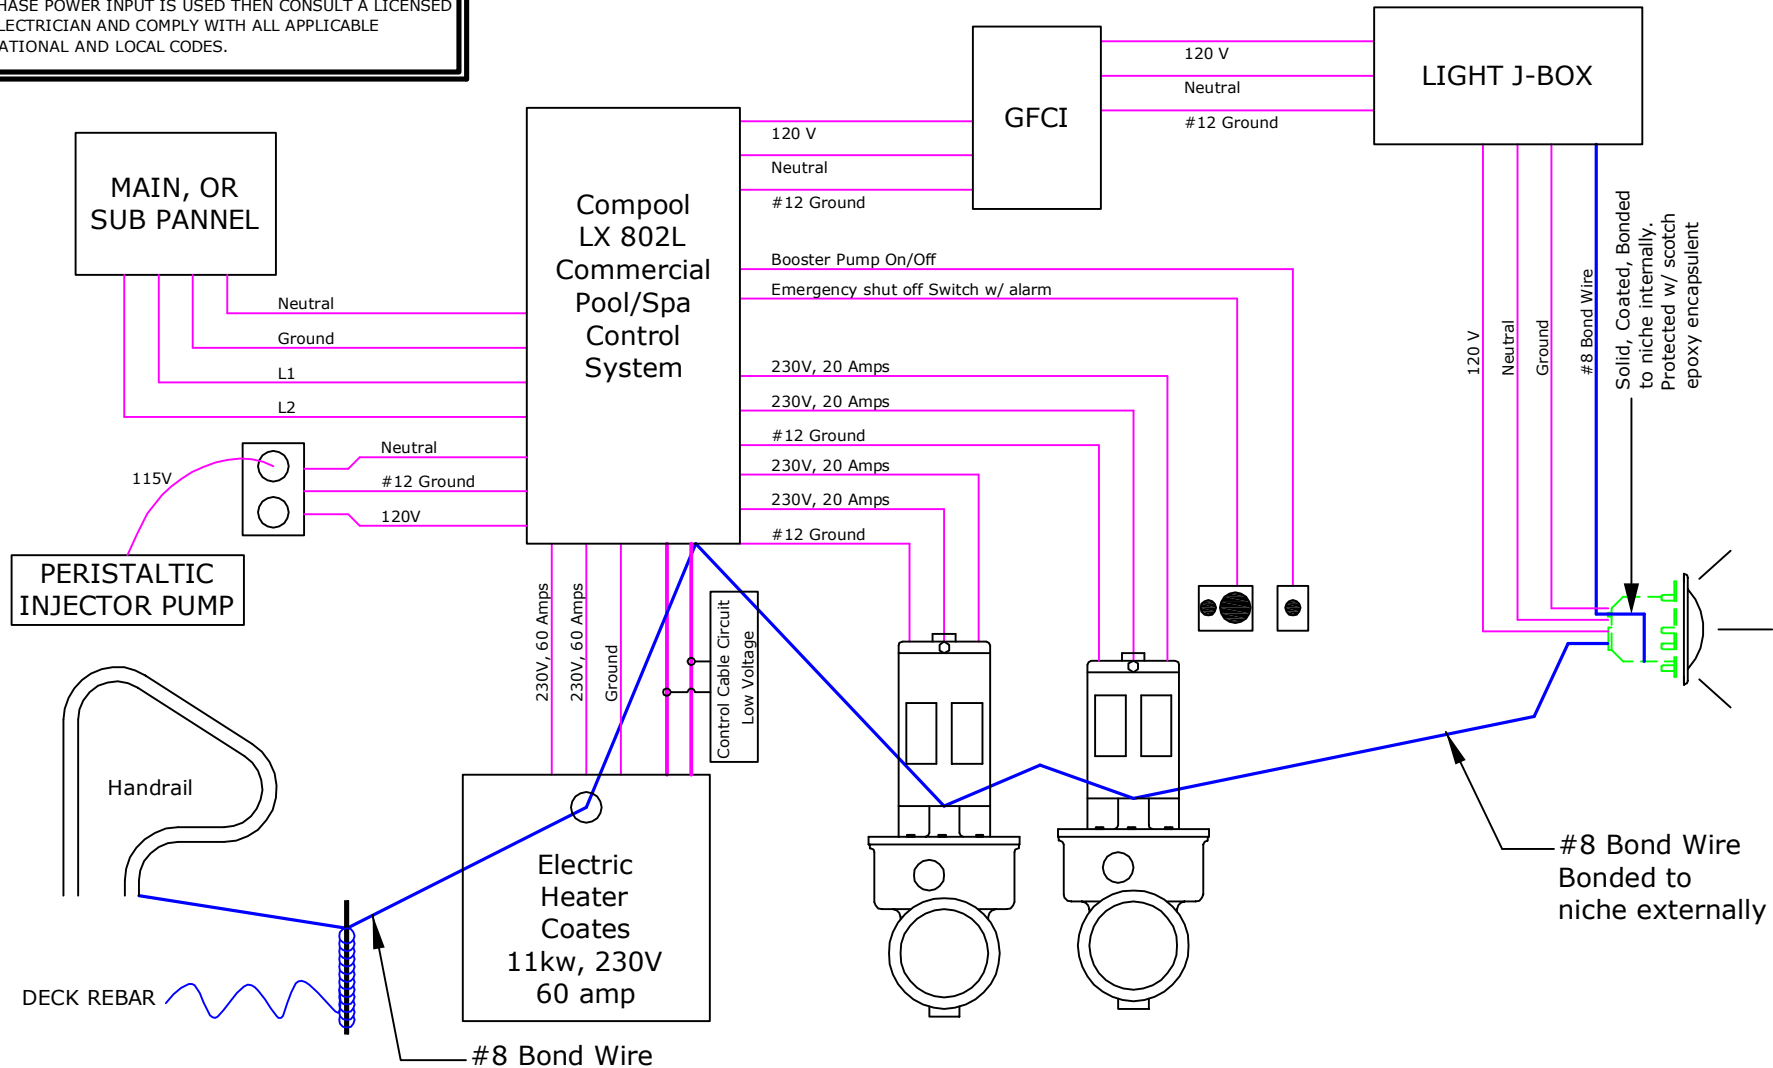 HASE POWER INPUT IS USED THEN CONSULT A LICENSED
LECTRICIAN AND COMPLY WITH ALL APPLICABLE
ATIONAL AND LOCAL CODES.
MAIN, OR
SUB PANNEL
Neutral
Ground
L1
L2
Neutral
#12 Ground
120V
115V
PERISTALTIC
INJECTOR PUMP
Compool
LX 802L
Commercial
Pool/Spa
Control
System
120 V
Neutral
#12 Ground
GFCI
120 V
Neutral
#12 Ground
LIGHT J-BOX
Booster Pump On/Off
Emergency shut off Switch w/ alarm
230V, 20 Amps
230V, 20 Amps
#12 Ground
230V, 20 Amps
230V, 20 Amps
#12 Ground
120 V
Neutral
Ground
#8 Bond Wire
Solid, Coated, Bonded
to niche internally.
Protected w/ scotch
epoxy encapsulent
230V, 60 Amps
230V, 60 Amps
Ground
Control Cable Circuit
Low Voltage
Handrail
Electric
Heater
Coates
11kw, 230V
60 amp
DECK REBAR
#8 Bond Wire
#8 Bond Wire
Bonded to
niche externally